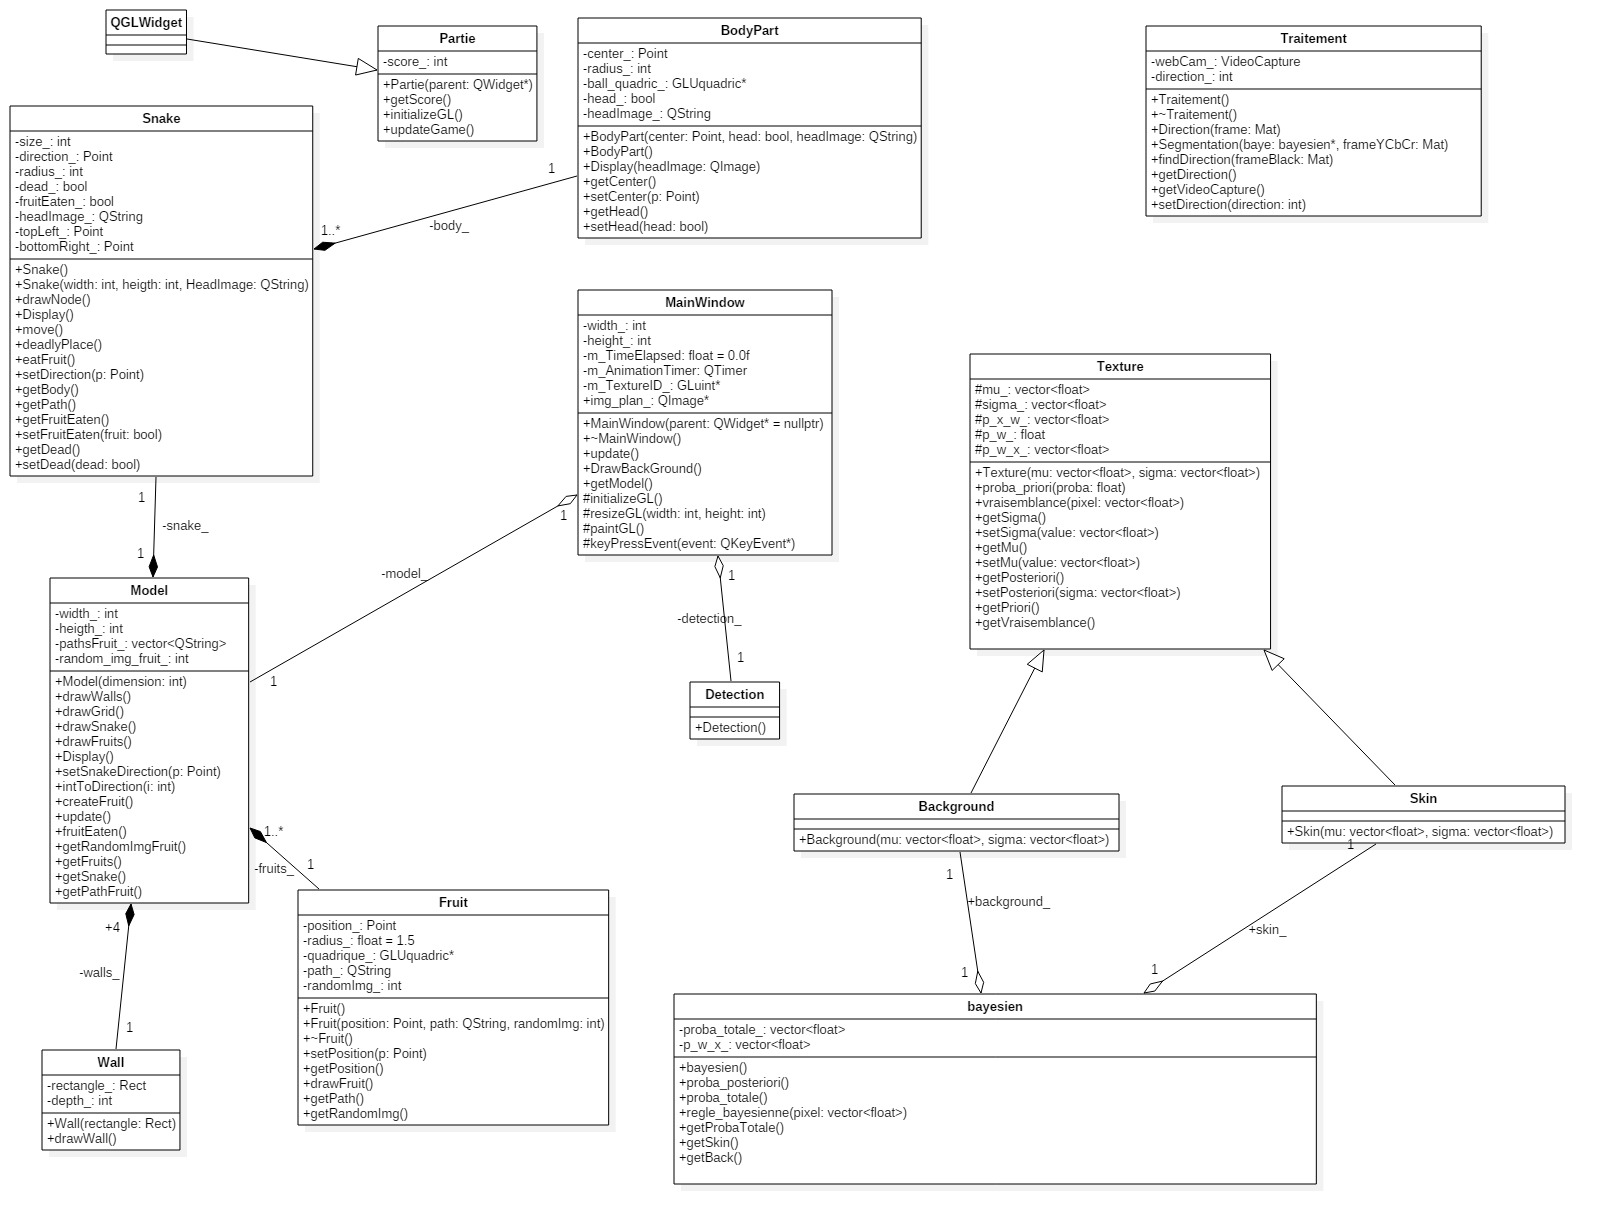 QGLWidget
Partie
-score_: int
+Partie(parent: QWidget*)
+getScore()
+initializeGL()
+updateGame()
BodyPart
-center_: Point
-radius_: int
-ball_quadric_: GLUquadric*
-head_: bool
-headImage_: QString
+BodyPart(center: Point, head: bool, headImage: QString)
+BodyPart()
+Display(headImage: QImage)
+getCenter()
+setCenter(p: Point)
+getHead()
+setHead(head: bool)
Traitement
-webCam_: VideoCapture
-direction_: int
+Traitement()
+~Traitement()
+Direction(frame: Mat)
+Segmentation(baye: bayesien*, frameYCbCr: Mat)
+findDirection(frameBlack: Mat)
+getDirection()
+getVideoCapture()
+setDirection(direction: int)
Snake
-size_: int
-direction_: Point
-radius_: int
-dead_: bool
-fruitEaten_: bool
-headImage_: QString
-topLeft_: Point
-bottomRight_: Point
+Snake()
+Snake(width: int, heigth: int, HeadImage: QString)
+drawNode()
+Display()
+move()
+deadlyPlace()
+eatFruit()
+setDirection(p: Point)
+getBody()
+getPath()
+getFruitEaten()
+setFruitEaten(fruit: bool)
+getDead()
+setDead(dead: bool)
1
1..*
-body_
MainWindow
-width_: int
-height_: int
-m_TimeElapsed: float = 0.0f
-m_AnimationTimer: QTimer
-m_TextureID_: GLuint*
+img_plan_: QImage*
+MainWindow(parent: QWidget* = nullptr)
+~MainWindow()
+update()
+DrawBackGround()
+getModel()
#initializeGL()
#resizeGL(width: int, height: int)
#paintGL()
#keyPressEvent(event: QKeyEvent*)
Texture
#mu_: vector<float>
#sigma_: vector<float>
#p_x_w_: vector<float>
#p_w_: float
#p_w_x_: vector<float>
+Texture(mu: vector<float>, sigma: vector<float>)
+proba_priori(proba: float)
+vraisemblance(pixel: vector<float>)
+getSigma()
+setSigma(value: vector<float>)
+getMu()
+setMu(value: vector<float>)
+getPosteriori()
+setPosteriori(sigma: vector<float>)
+getPriori()
+getVraisemblance()
1
-snake_
1
1
-model_
1
1
-detection_
1
Detection
+Detection()
Model
-width_: int
-heigth_: int
-pathsFruit_: vector<QString>
-random_img_fruit_: int
+Model(dimension: int)
+drawWalls()
+drawGrid()
+drawSnake()
+drawFruits()
+Display()
+setSnakeDirection(p: Point)
+intToDirection(i: int)
+createFruit()
+update()
+fruitEaten()
+getRandomImgFruit()
+getFruits()
+getSnake()
+getPathFruit()
1..*
-fruits_
1
Background
+Background(mu: vector<float>, sigma: vector<float>)
Skin
+Skin(mu: vector<float>, sigma: vector<float>)
1
+background_
1
1
+skin_
1
+4
-walls_
1
Fruit
-position_: Point
-radius_: float = 1.5
-quadrique_: GLUquadric*
-path_: QString
-randomImg_: int
+Fruit()
+Fruit(position: Point, path: QString, randomImg: int)
+~Fruit()
+setPosition(p: Point)
+getPosition()
+drawFruit()
+getPath()
+getRandomImg()
Wall
-rectangle_: Rect
-depth_: int
+Wall(rectangle: Rect)
+drawWall()
bayesien
-proba_totale_: vector<float>
-p_w_x_: vector<float>
+bayesien()
+proba_posteriori()
+proba_totale()
+regle_bayesienne(pixel: vector<float>)
+getProbaTotale()
+getSkin()
+getBack()